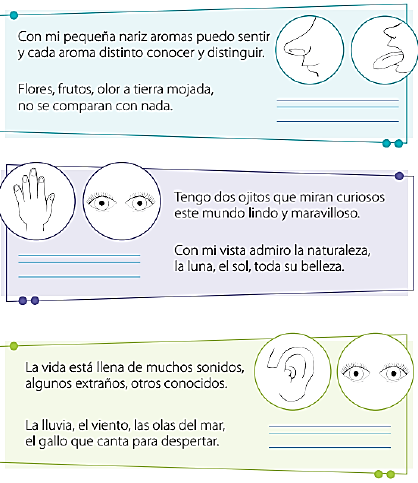 Con mi pequeña nariz aromas puedo sentir
y cada aroma distinto conocer y distinguir.
Flores, frutos, olor a tierra mojada,
no se comparan con nada.
Tengo dos ojitos que miran curiosos
este mundo lindo y maravilloso.
Con mi vista admiro la naturaleza,
la luna, el sol, toda su belleza.
La vida está llena de muchos sonidos,
algunos extraños, otros conocidos.
La lluvia, el viento, las olas del mar,
el gallo que canta para despertar.